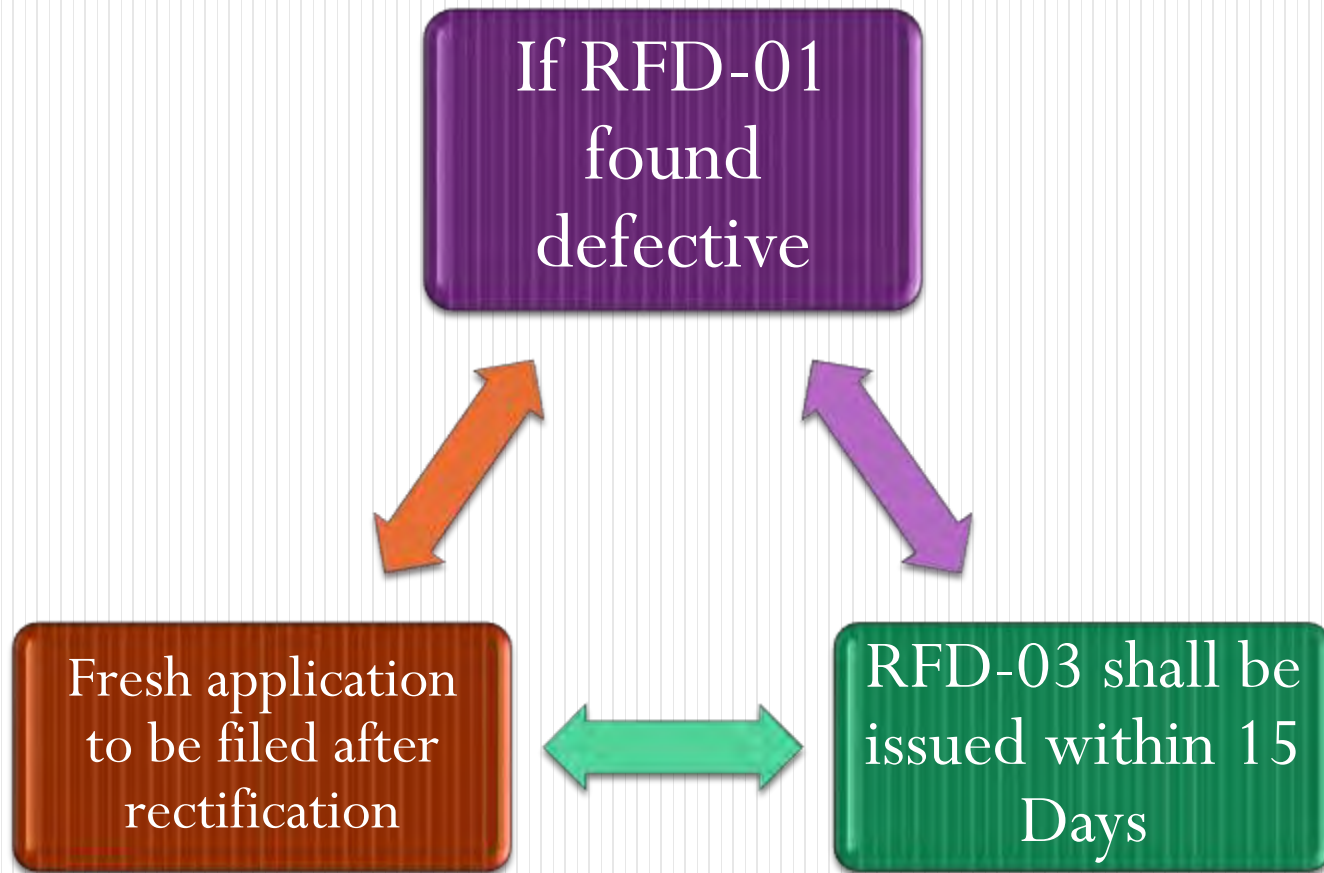 If RFD-01
found
defective
Fresh application
to be filed after
rectification
RFD-03 shall be
issued within 15
Days